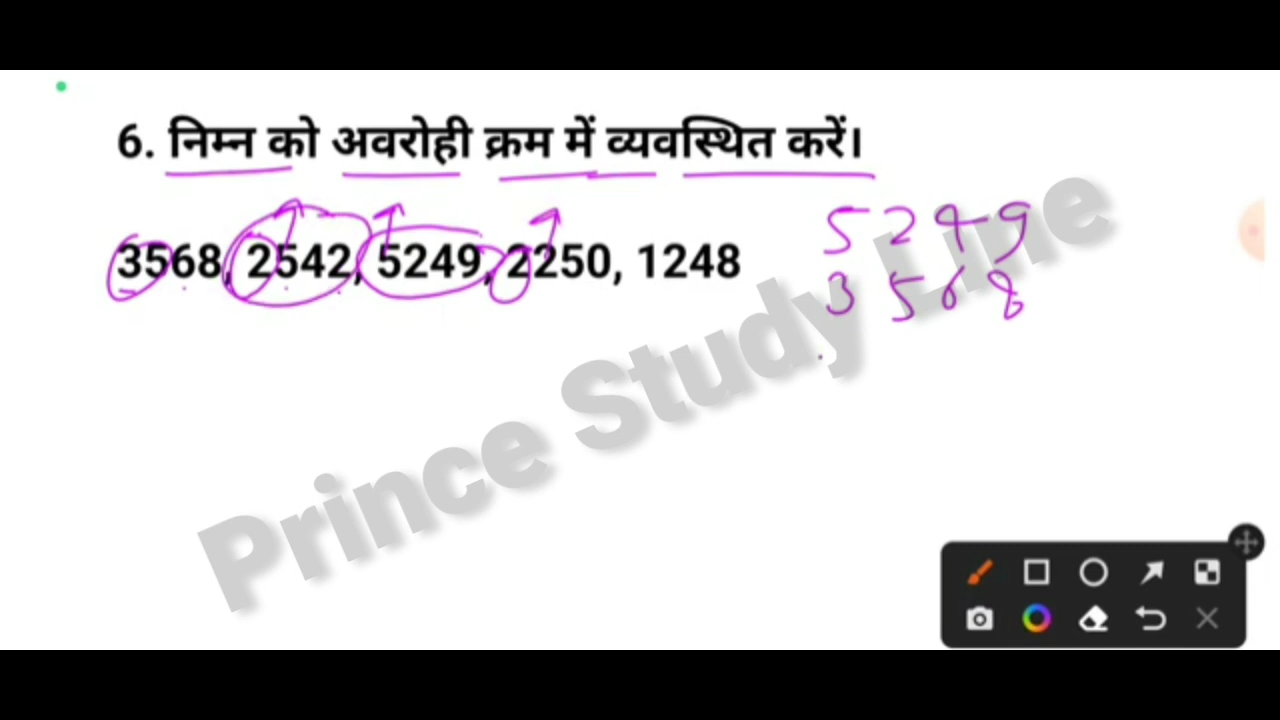 6. निम्न को अवरोही क्रम में व्यवस्थित करें।
3568, 2542, 5249, 2250, 1248
5249
3568
Prince Study Line